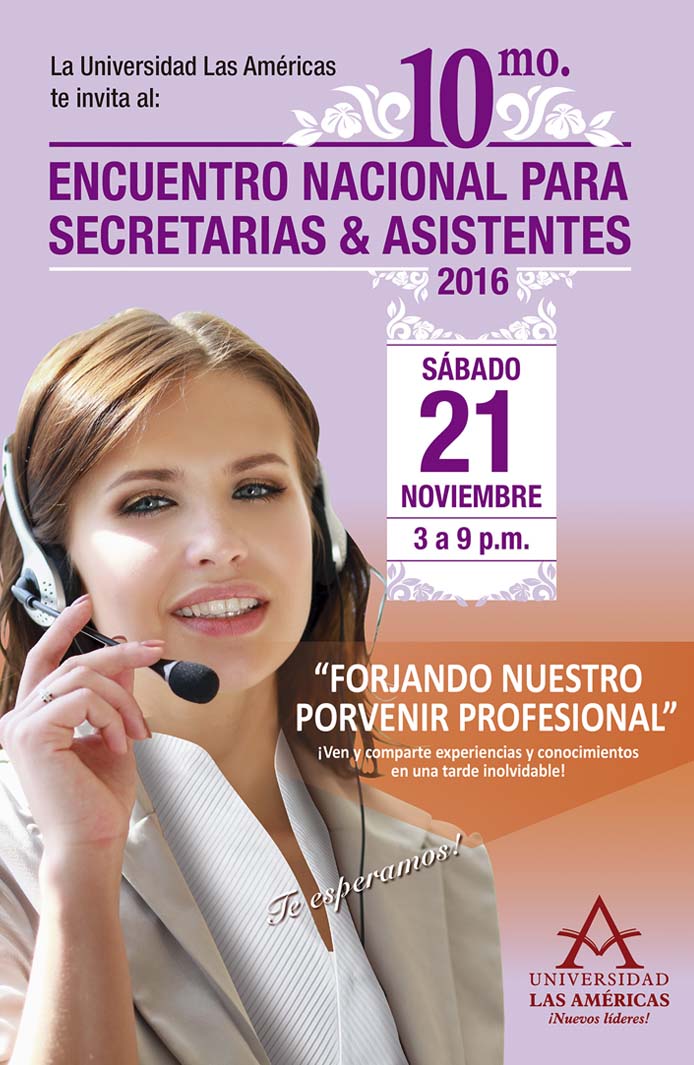 La Universidad Las Américas
te invita al:
10mo.
ENCUENTRO NACIONAL PARA
SECRETARIAS & ASISTENTES
2016
SÁBADO
21
NOVIEMBRE
3 a 9 p.m.
“FORJANDO NUESTRO
PORVENIR PROFESIONAL”
¡Ven y comparte experiencias y conocimientos
en una tarde inolvidable!
Te esperamos!
UNIVERSIDAD
LAS AMÉRICAS
¡Nuevos líderes!